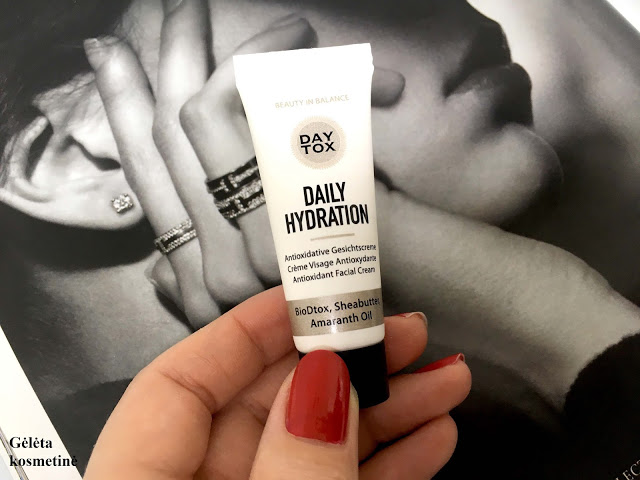 BEAUTY IN BALANCE
DAY
TOX
DAILY
HYDRATION
Antioxidative Gesichtscreme
Crème Visage Antioxydante
Antioxidant Facial Cream
BioDtox, Sheabutter
Amaranth Oil
Gėlėta
kosmetinė